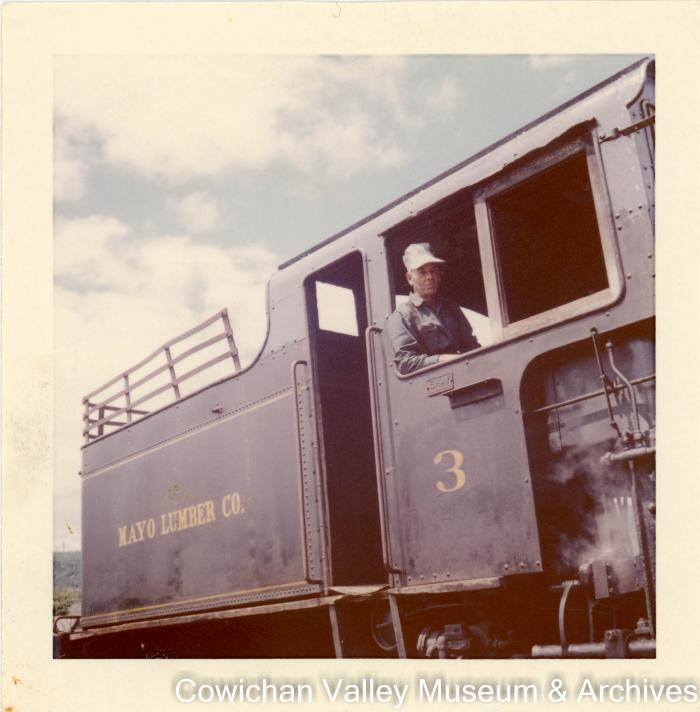 MAYO LUMBER CO.
3
Cowichan Valley Museum & Archives